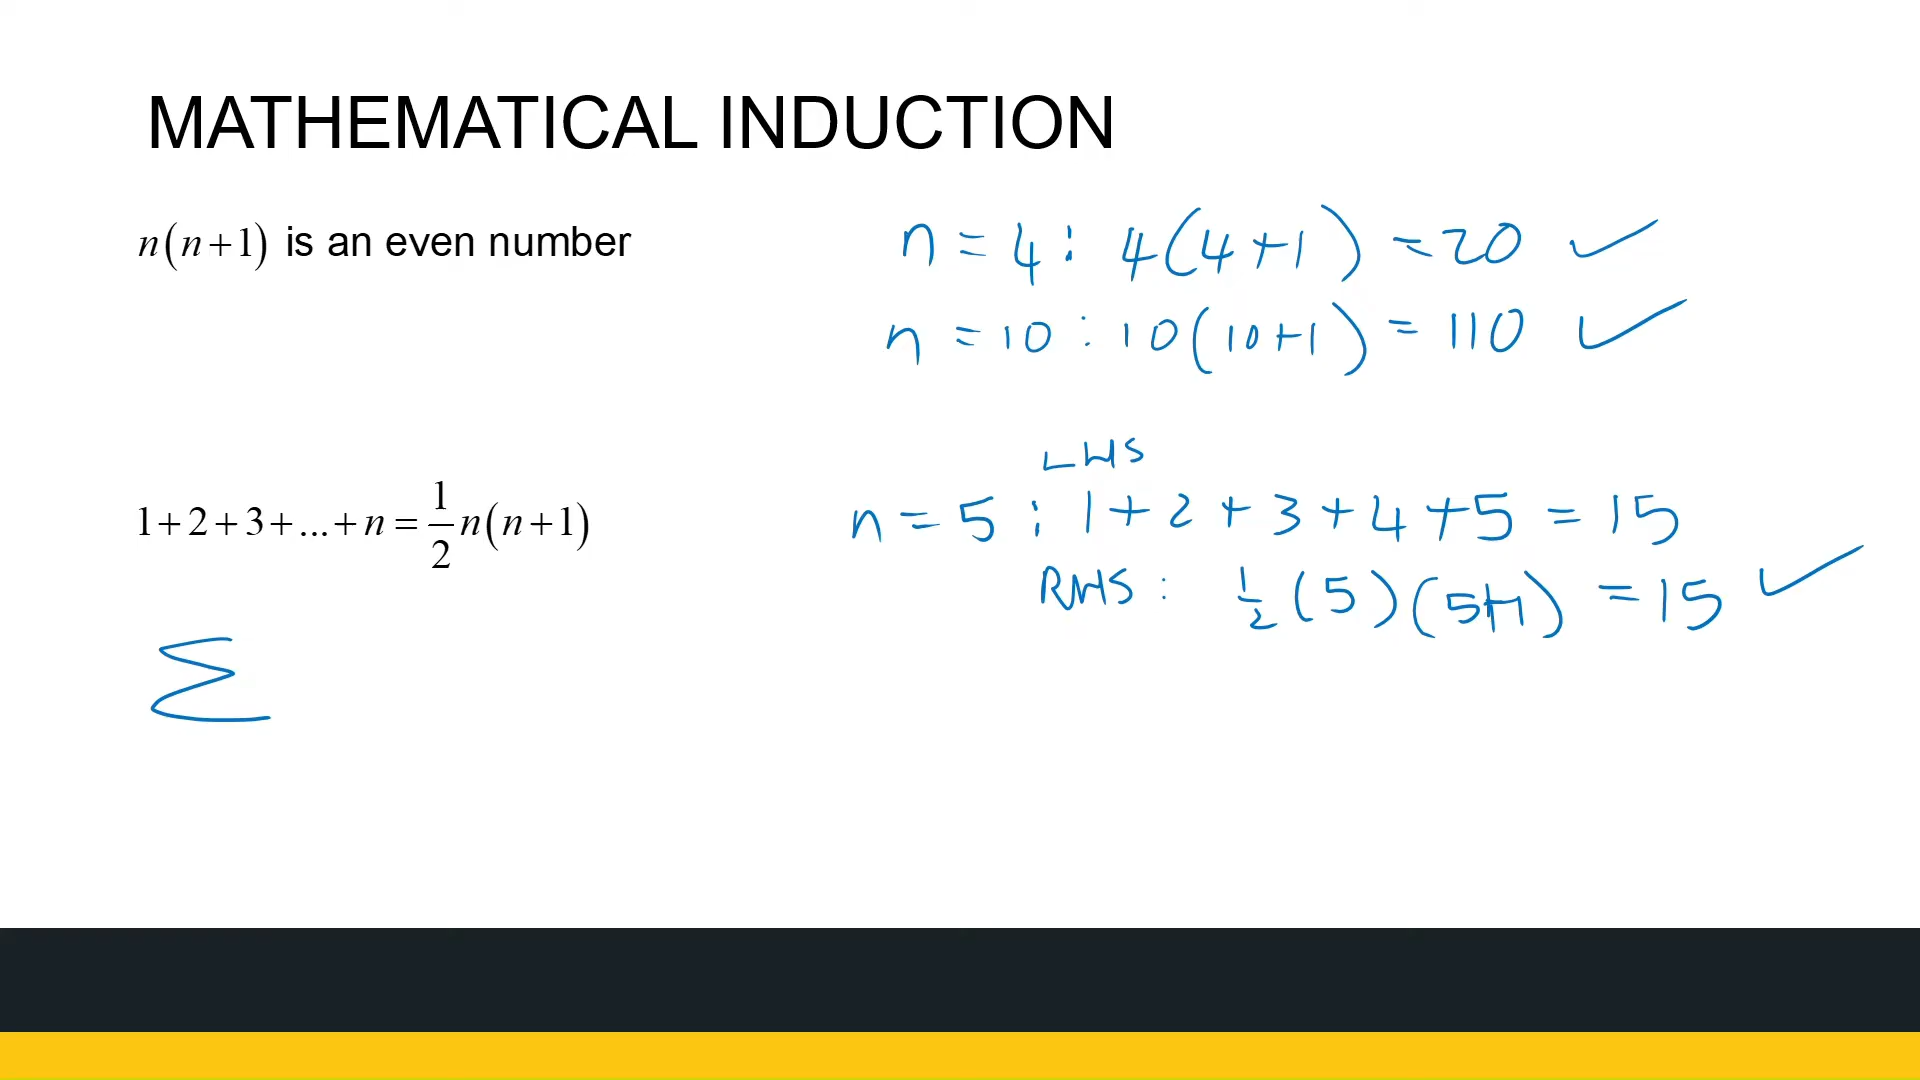 MATHEMATICAL INDUCTION
n(n+1) is an even number
n = 4 : 4(4+1) = 20 ✓
n = 10 : 10(10+1) = 110 ✓
LHS
1+2+3+...+n = 1/2 n(n+1)
n = 5 : 1+2+3+4+5 = 15
RHS : 1/2 (5)(5+1) = 15 ✓
Σ